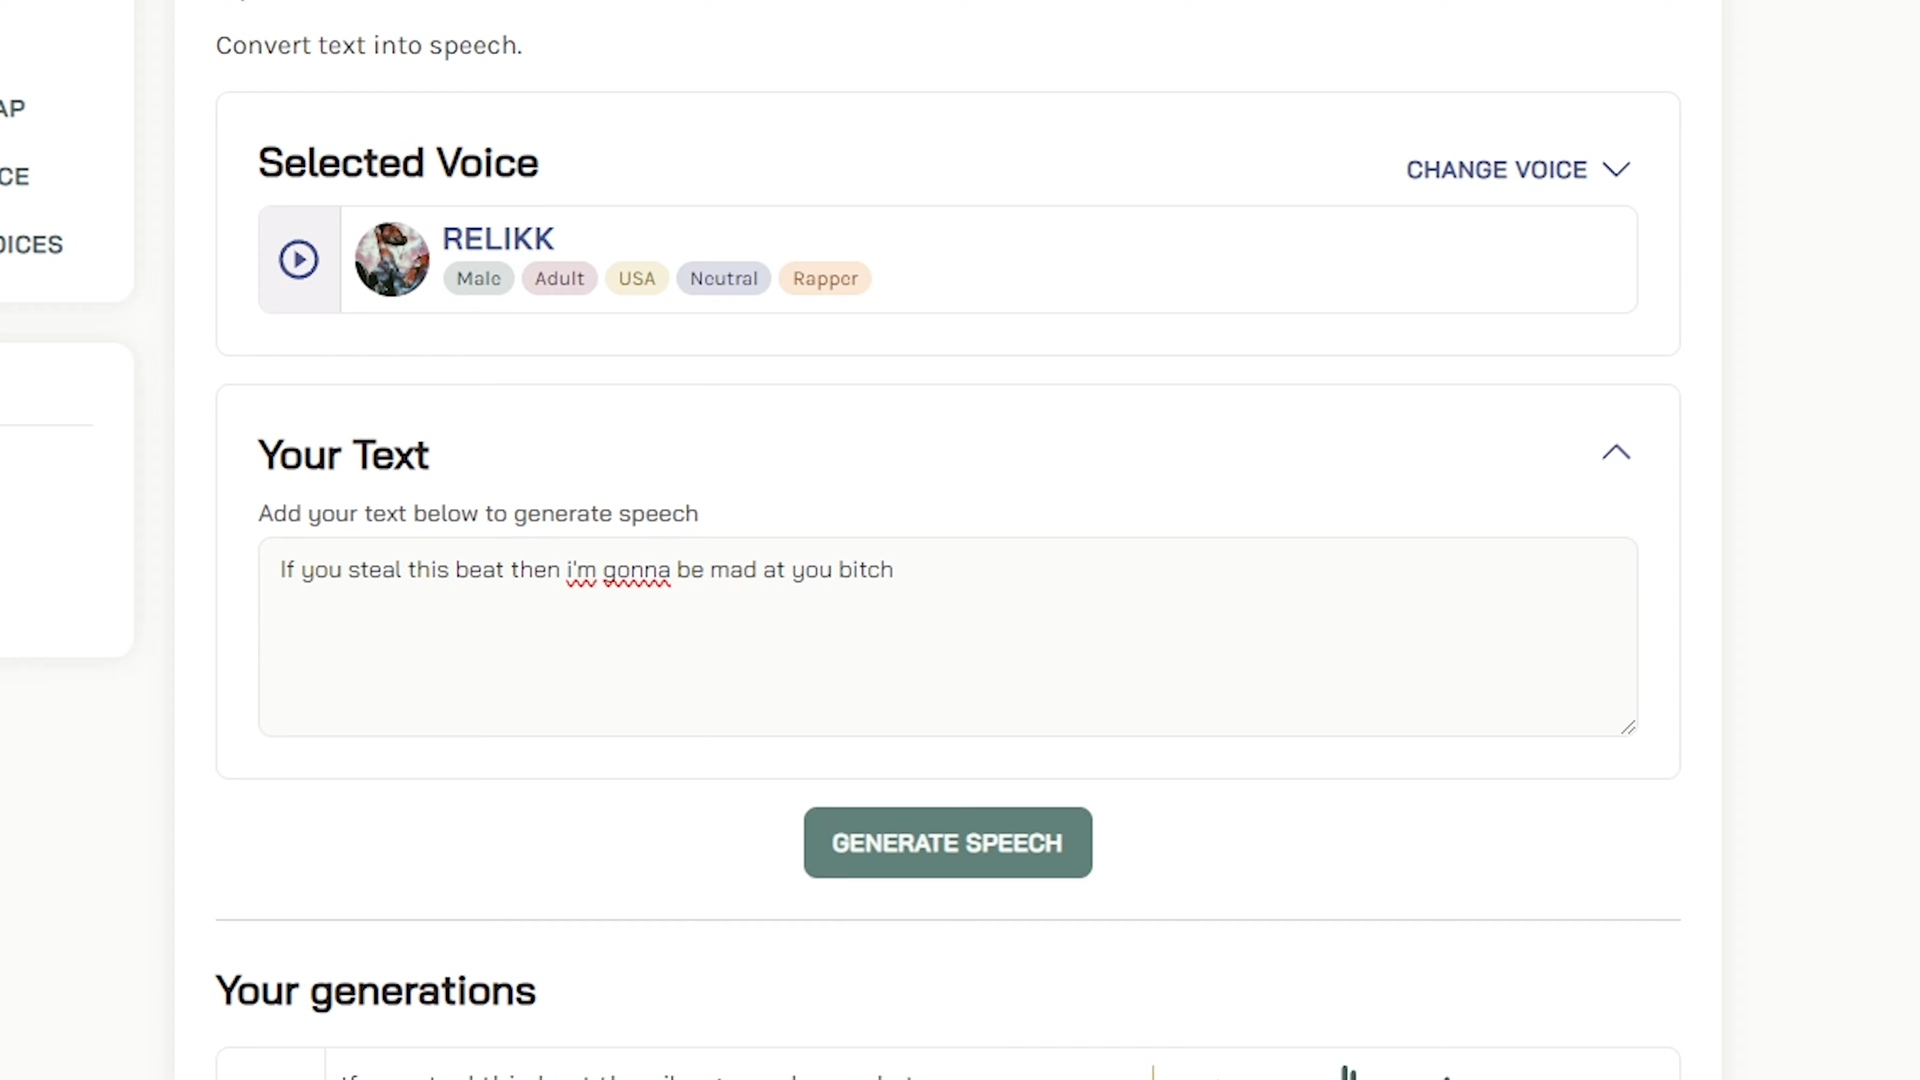 Convert text into speech.
AP
CE
OICES
Selected Voice
CHANGE VOICE
RELIKK
Male Adult USA Neutral Rapper
Your Text
Add your text below to generate speech
If you steal this beat then i'm gonna be mad at you bitch
GENERATE SPEECH
Your generations